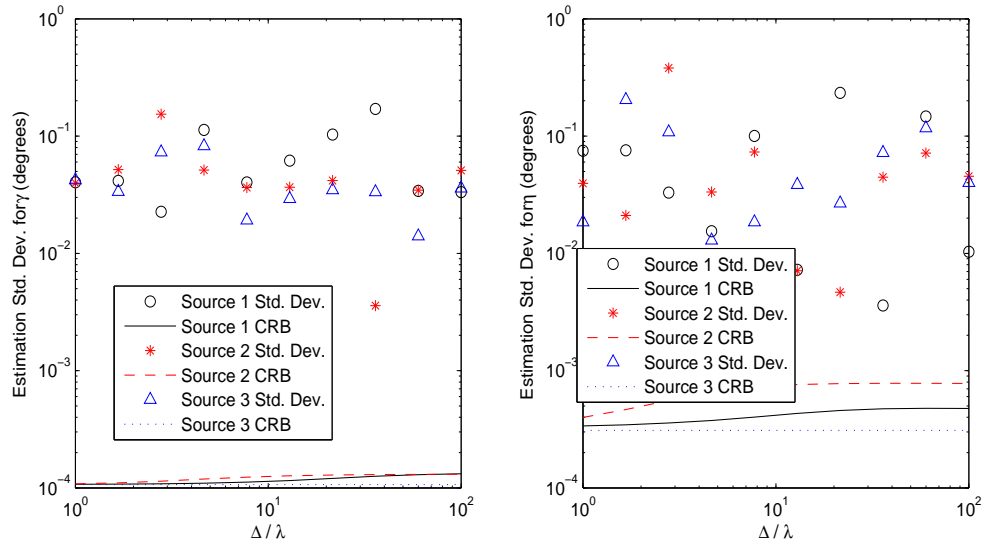 Estimation Std. Dev. forγ (degrees)
10^0
10^-1
10^-2
10^-3
10^-4
Source 1 Std. Dev.
Source 1 CRB
Source 2 Std. Dev.
Source 2 CRB
Source 3 Std. Dev.
Source 3 CRB
10^0
10^1
10^2
Δ / λ
Estimation Std. Dev. forη (degrees)
10^0
10^-1
10^-2
10^-3
10^-4
Source 1 Std. Dev.
Source 1 CRB
Source 2 Std. Dev.
Source 2 CRB
Source 3 Std. Dev.
Source 3 CRB
10^0
10^1
10^2
Δ / λ